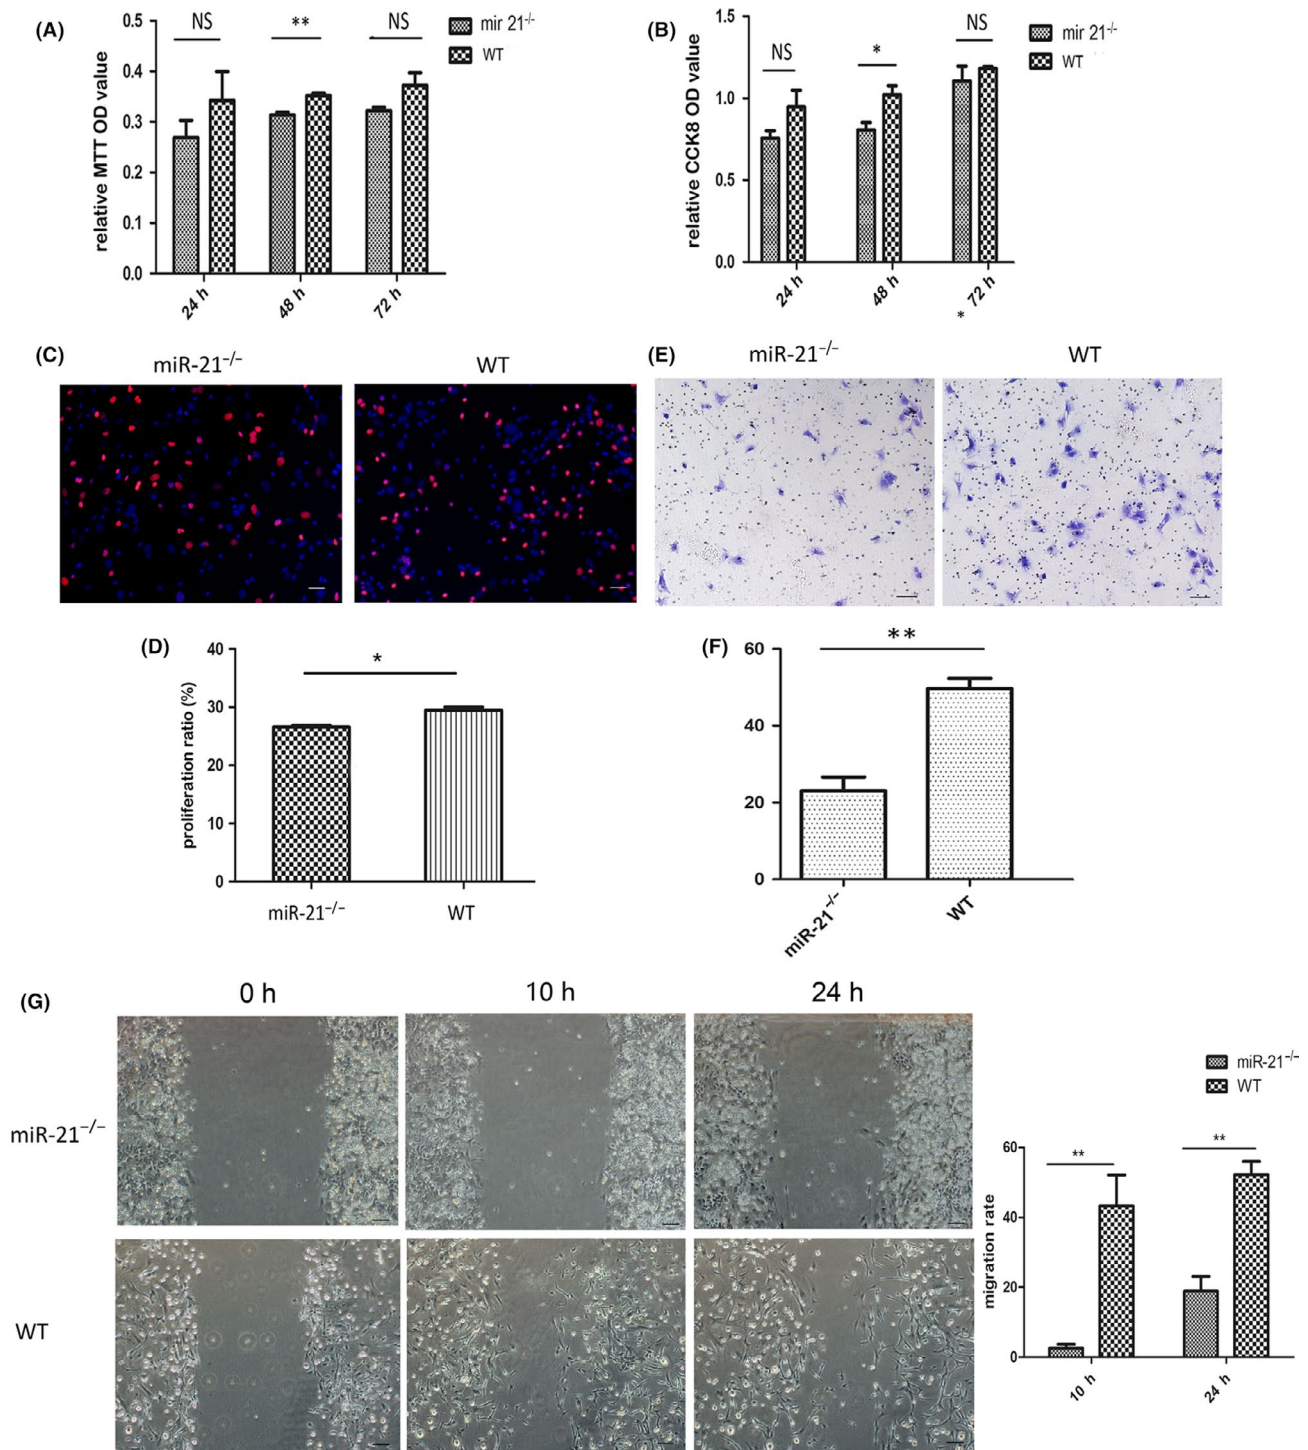 (A)
NS
**
NS
mir 21-/-
WT
relative MTT OD value
0.5
0.4
0.3
0.2
0.1
0.0
24 h
48 h
72 h
(B)
NS
*
NS
mir 21-/-
WT
relative CCK8 OD value
1.5
1.0
0.5
0.0
24 h
48 h
72 h
*
(C)
miR-21–/–
WT
(E)
miR-21–/–
WT
(D)
*
proliferation ratio (%)
40
30
20
10
0
miR-21–/–
WT
(F)
**
60
40
20
0
miR-21–/–
WT
(G)
0 h
10 h
24 h
miR-21–/–
WT
miR-21–/–
WT
**
**
migration rate
60
40
20
0
10 h
24 h